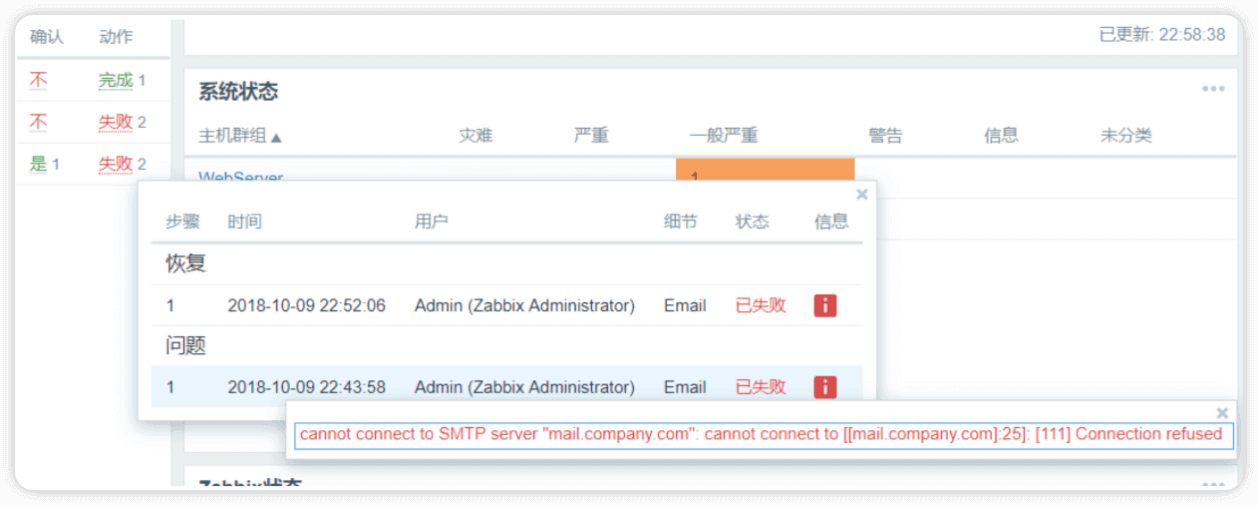 确认 动作
已更新: 22:58:38
不 完成 1
不 失败 2
是 1 失败 2
系统状态
主机群组▲ 灾难 严重 一般严重 警告 信息 未分类
WebServer 1
步骤 时间 用户 细节 状态 信息
恢复
1 2018-10-09 22:52:06 Admin (Zabbix Administrator) Email 已失败 i
问题
1 2018-10-09 22:43:58 Admin (Zabbix Administrator) Email 已失败 i
cannot connect to SMTP server "mail.company.com": cannot connect to [[mail.company.com]:25]: [111] Connection refused
Zabbix状态